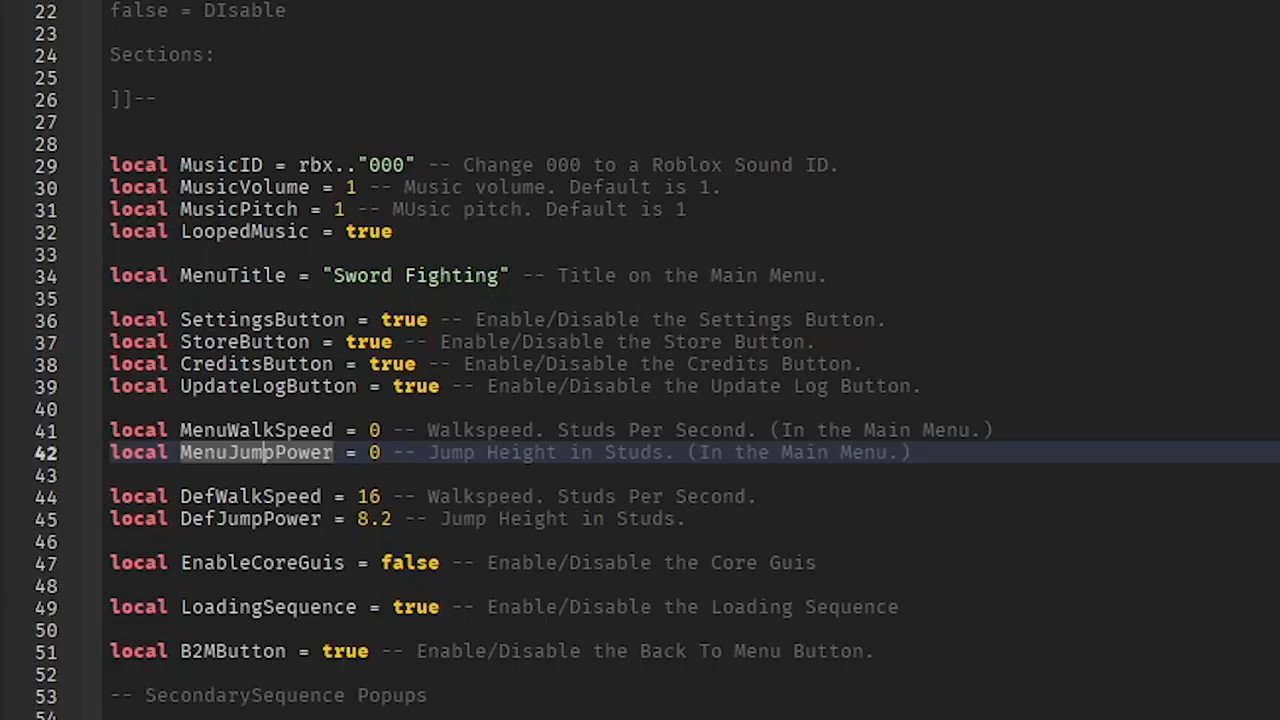 22 false = DIsable
23
24 Sections:
25
26 ]]--
27
28
29 local MusicID = rbx.."000" -- Change 000 to a Roblox Sound ID.
30 local MusicVolume = 1 -- Music volume. Default is 1.
31 local MusicPitch = 1 -- MUsic pitch. Default is 1
32 local LoopedMusic = true
33
34 local MenuTitle = "Sword Fighting" -- Title on the Main Menu.
35
36 local SettingsButton = true -- Enable/Disable the Settings Button.
37 local StoreButton = true -- Enable/Disable the Store Button.
38 local CreditsButton = true -- Enable/Disable the Credits Button.
39 local UpdateLogButton = true -- Enable/Disable the Update Log Button.
40
41 local MenuWalkSpeed = 0 -- Walkspeed. Studs Per Second. (In the Main Menu.)
42 local MenuJumpPower = 0 -- Jump Height in Studs. (In the Main Menu.)
43
44 local DefWalkSpeed = 16 -- Walkspeed. Studs Per Second.
45 local DefJumpPower = 8.2 -- Jump Height in Studs.
46
47 local EnableCoreGuis = false -- Enable/Disable the Core Guis
48
49 local LoadingSequence = true -- Enable/Disable the Loading Sequence
50
51 local B2MButton = true -- Enable/Disable the Back To Menu Button.
52
53 -- SecondarySequence Popups
54